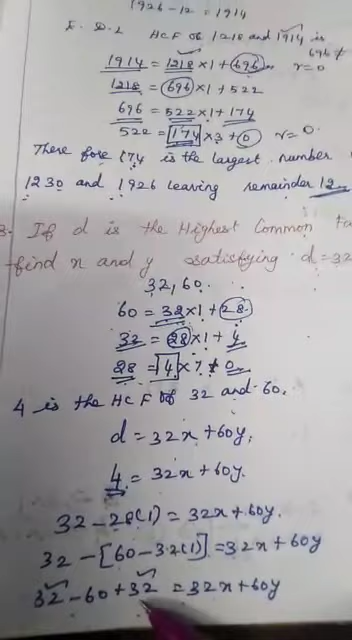 1926-12 = 1914
E. D. L HCF of 1218 and 1914 is
696 ≠
1914 = 1218 x 1 + 696 r = 0
1218 = 696 x 1 + 522
696 = 522 x 1 + 174
522 = 174 x 3 + 0 r = 0
There fore 174 is the largest number
1230 and 1926 leaving remainder 12
3. If d is the Highest Common fa
find x and y satisfying d = 32
32, 60.
60 = 32 x 1 + 28
32 = 28 x 1 + 4
28 = 4 x 7 + 0
4 is the HCF of 32 and 60.
d = 32x + 60y
4 = 32x + 60y
32 - 28(1) = 32x + 60y
32 - [60 - 32(1)] = 32x + 60y
32 - 60 + 32 = 32x + 60y